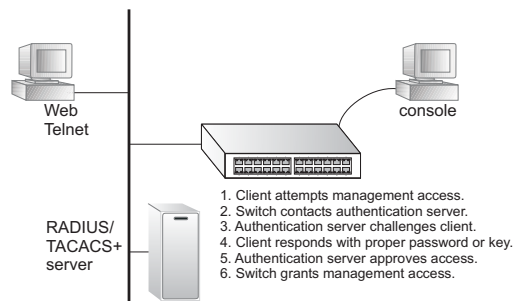 Web
Telnet
console
RADIUS/
TACACS+
server
1. Client attempts management access.
2. Switch contacts authentication server.
3. Authentication server challenges client.
4. Client responds with proper password or key.
5. Authentication server approves access.
6. Switch grants management access.